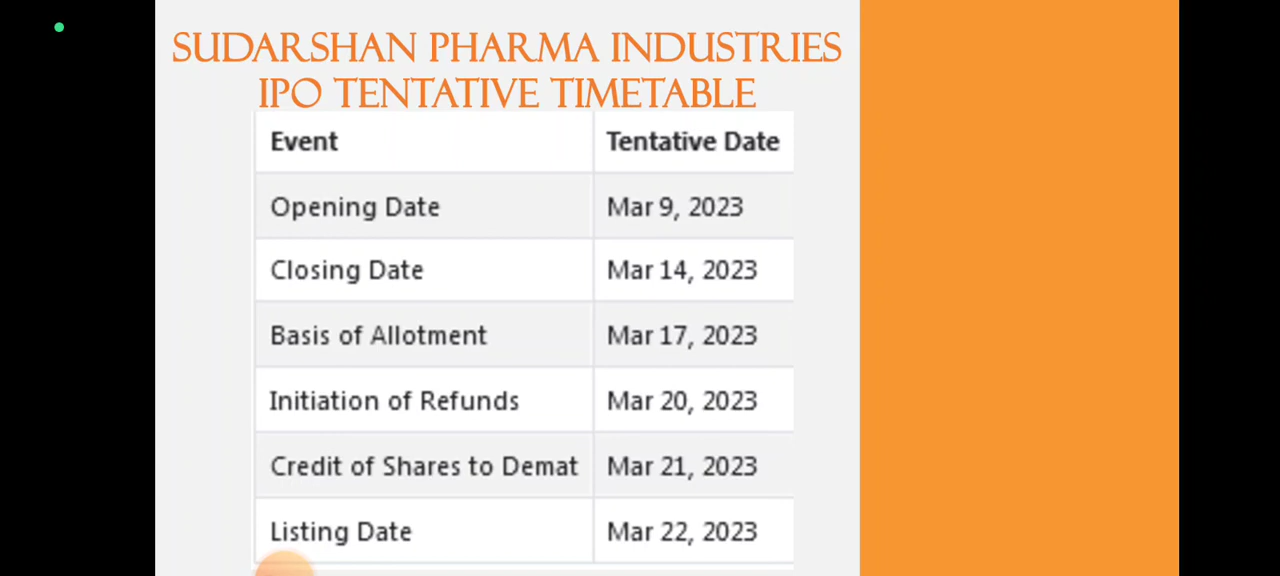 SUDARSHAN PHARMA INDUSTRIES
IPO TENTATIVE TIMETABLE
Event Tentative Date
Opening Date Mar 9, 2023
Closing Date Mar 14, 2023
Basis of Allotment Mar 17, 2023
Initiation of Refunds Mar 20, 2023
Credit of Shares to Demat Mar 21, 2023
Listing Date Mar 22, 2023